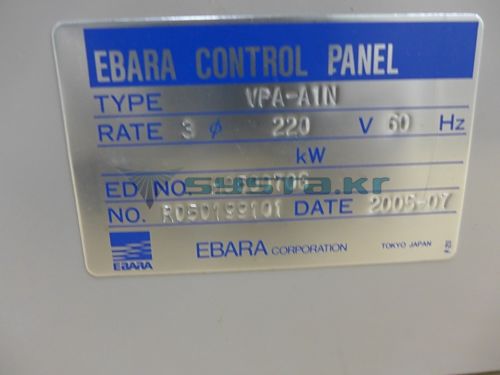 EBARA CONTROL PANEL
TYPE VPA-A1N
RATE 3 ϕ 220 V 60 Hz
kW
ED NO.
NO. R050199101 DATE 2005-07
EBARA
EBARA CORPORATION TOKYO JAPAN
systa.kr